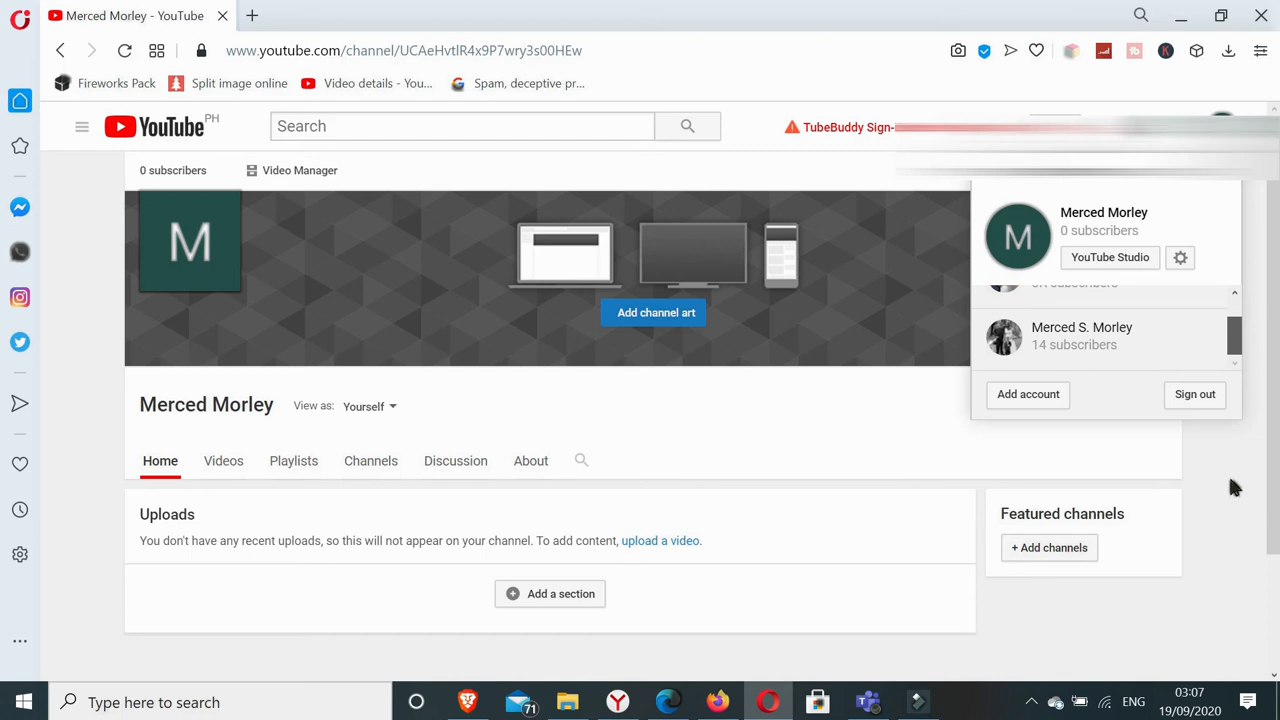 Merced Morley - YouTube
www.youtube.com/channel/UCAeHvtlR4x9P7wry3s00HEw
Fireworks Pack
Split image online
Video details - You...
Spam, deceptive pr...
YouTube PH
Search
TubeBuddy Sign-
0 subscribers
Video Manager
M
Add channel art
M
Merced Morley
0 subscribers
YouTube Studio
Merced S. Morley
14 subscribers
Add account
Sign out
Merced Morley
View as: Yourself
Home Videos Playlists Channels Discussion About
Uploads
You don't have any recent uploads, so this will not appear on your channel. To add content, upload a video.
Add a section
Featured channels
+ Add channels
Type here to search
71
ENG
03:07
19/09/2020